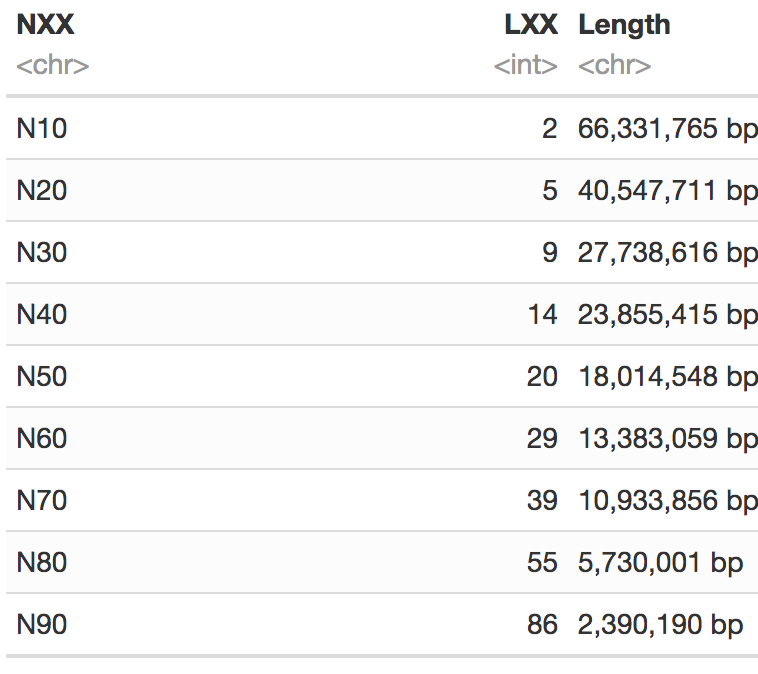 NXX LXX Length
<chr> <int> <chr>
N10 2 66,331,765 bp
N20 5 40,547,711 bp
N30 9 27,738,616 bp
N40 14 23,855,415 bp
N50 20 18,014,548 bp
N60 29 13,383,059 bp
N70 39 10,933,856 bp
N80 55 5,730,001 bp
N90 86 2,390,190 bp